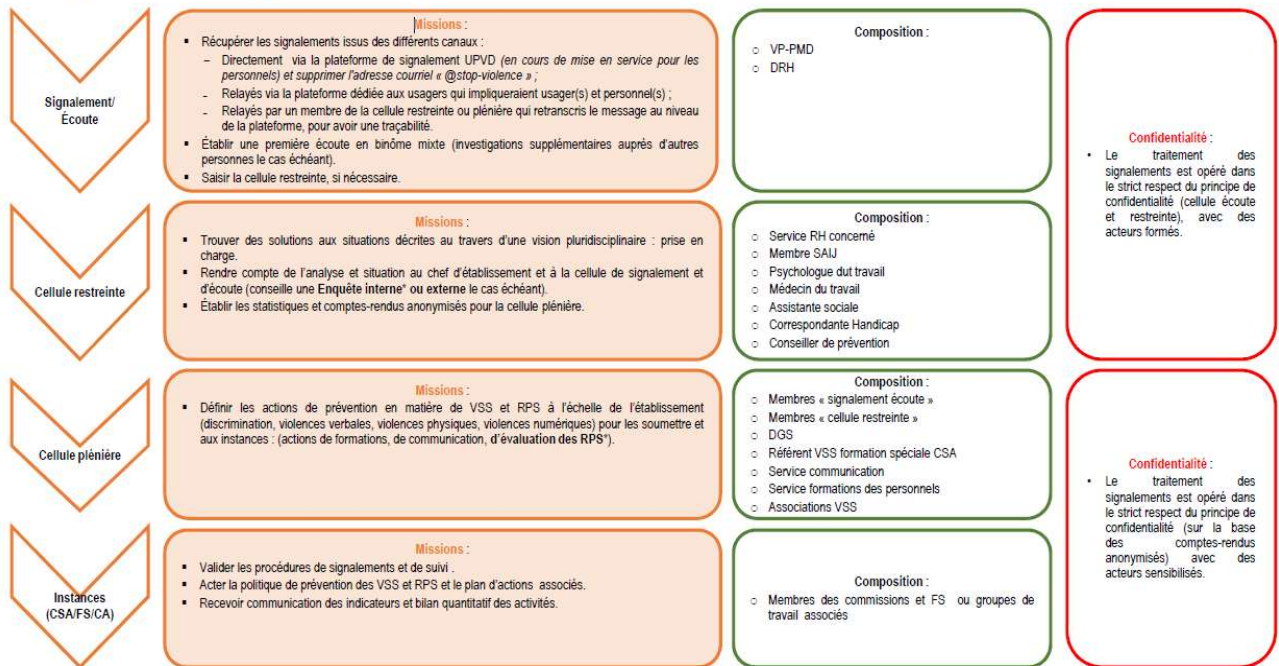 Signalement/
Écoute
Missions :
▪ Récupérer les signalements issus des différents canaux :
– Directement via la plateforme de signalement UPVD (en cours de mise en service pour les
personnels) et supprimer l'adresse courriel « @stop-violence » ;
- Relayés via la plateforme dédiée aux usagers qui impliqueraient usager(s) et personnel(s) ;
- Relayés par un membre de la cellule restreinte ou plénière qui retranscris le message au niveau
de la plateforme, pour avoir une traçabilité.
▪ Établir une première écoute en binôme mixte (investigations supplémentaires auprès d'autres
personnes le cas échéant).
▪ Saisir la cellule restreinte, si nécessaire.
Composition :
○ VP-PMD
○ DRH
Cellule restreinte
Missions :
▪ Trouver des solutions aux situations décrites au travers d'une vision pluridisciplinaire : prise en
charge.
▪ Rendre compte de l'analyse et situation au chef d'établissement et à la cellule de signalement et
d'écoute (conseille une Enquête interne* ou externe le cas échéant).
▪ Établir les statistiques et comptes-rendus anonymisés pour la cellule plénière.
Composition :
○ Service RH concerné
○ Membre SAIJ
○ Psychologue dut travail
○ Médecin du travail
○ Assistante sociale
○ Correspondante Handicap
○ Conseiller de prévention
Confidentialité :
• Le traitement des
signalements est opéré dans
le strict respect du principe de
confidentialité (cellule écoute
et restreinte), avec des
acteurs formés.
Cellule plénière
Missions :
▪ Définir les actions de prévention en matière de VSS et RPS à l'échelle de l'établissement
(discrimination, violences verbales, violences physiques, violences numériques) pour les soumettre et
aux instances : (actions de formations, de communication, d'évaluation des RPS*).
Composition :
○ Membres « signalement écoute »
○ Membres « cellule restreinte »
○ DGS
○ Référent VSS formation spéciale CSA
○ Service communication
○ Service formations des personnels
○ Associations VSS
Instances
(CSA/FS/CA)
Missions :
▪ Valider les procédures de signalements et de suivi .
▪ Acter la politique de prévention des VSS et RPS et le plan d'actions associés.
▪ Recevoir communication des indicateurs et bilan quantitatif des activités.
Composition :
○ Membres des commissions et FS ou groupes de
travail associés
Confidentialité :
• Le traitement des
signalements est opéré dans
le strict respect du principe de
confidentialité (sur la base
des comptes-rendus
anonymisés) avec des
acteurs sensibilisés.